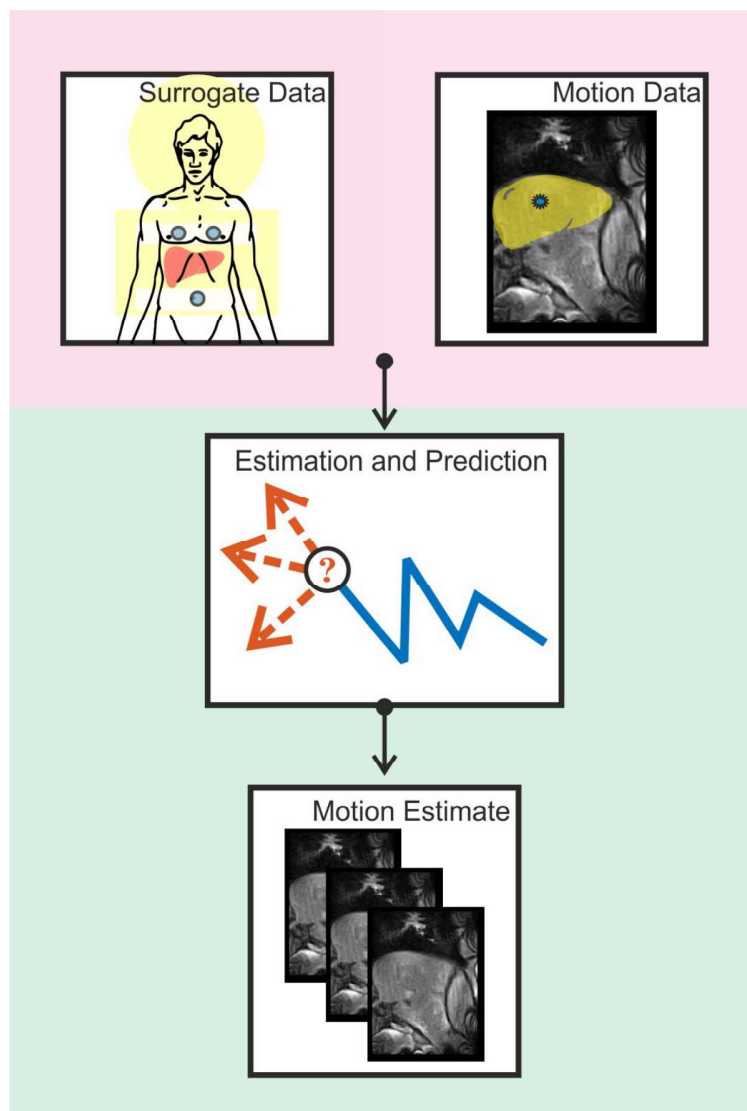 Surrogate Data
Motion Data
Estimation and Prediction
?
Motion Estimate